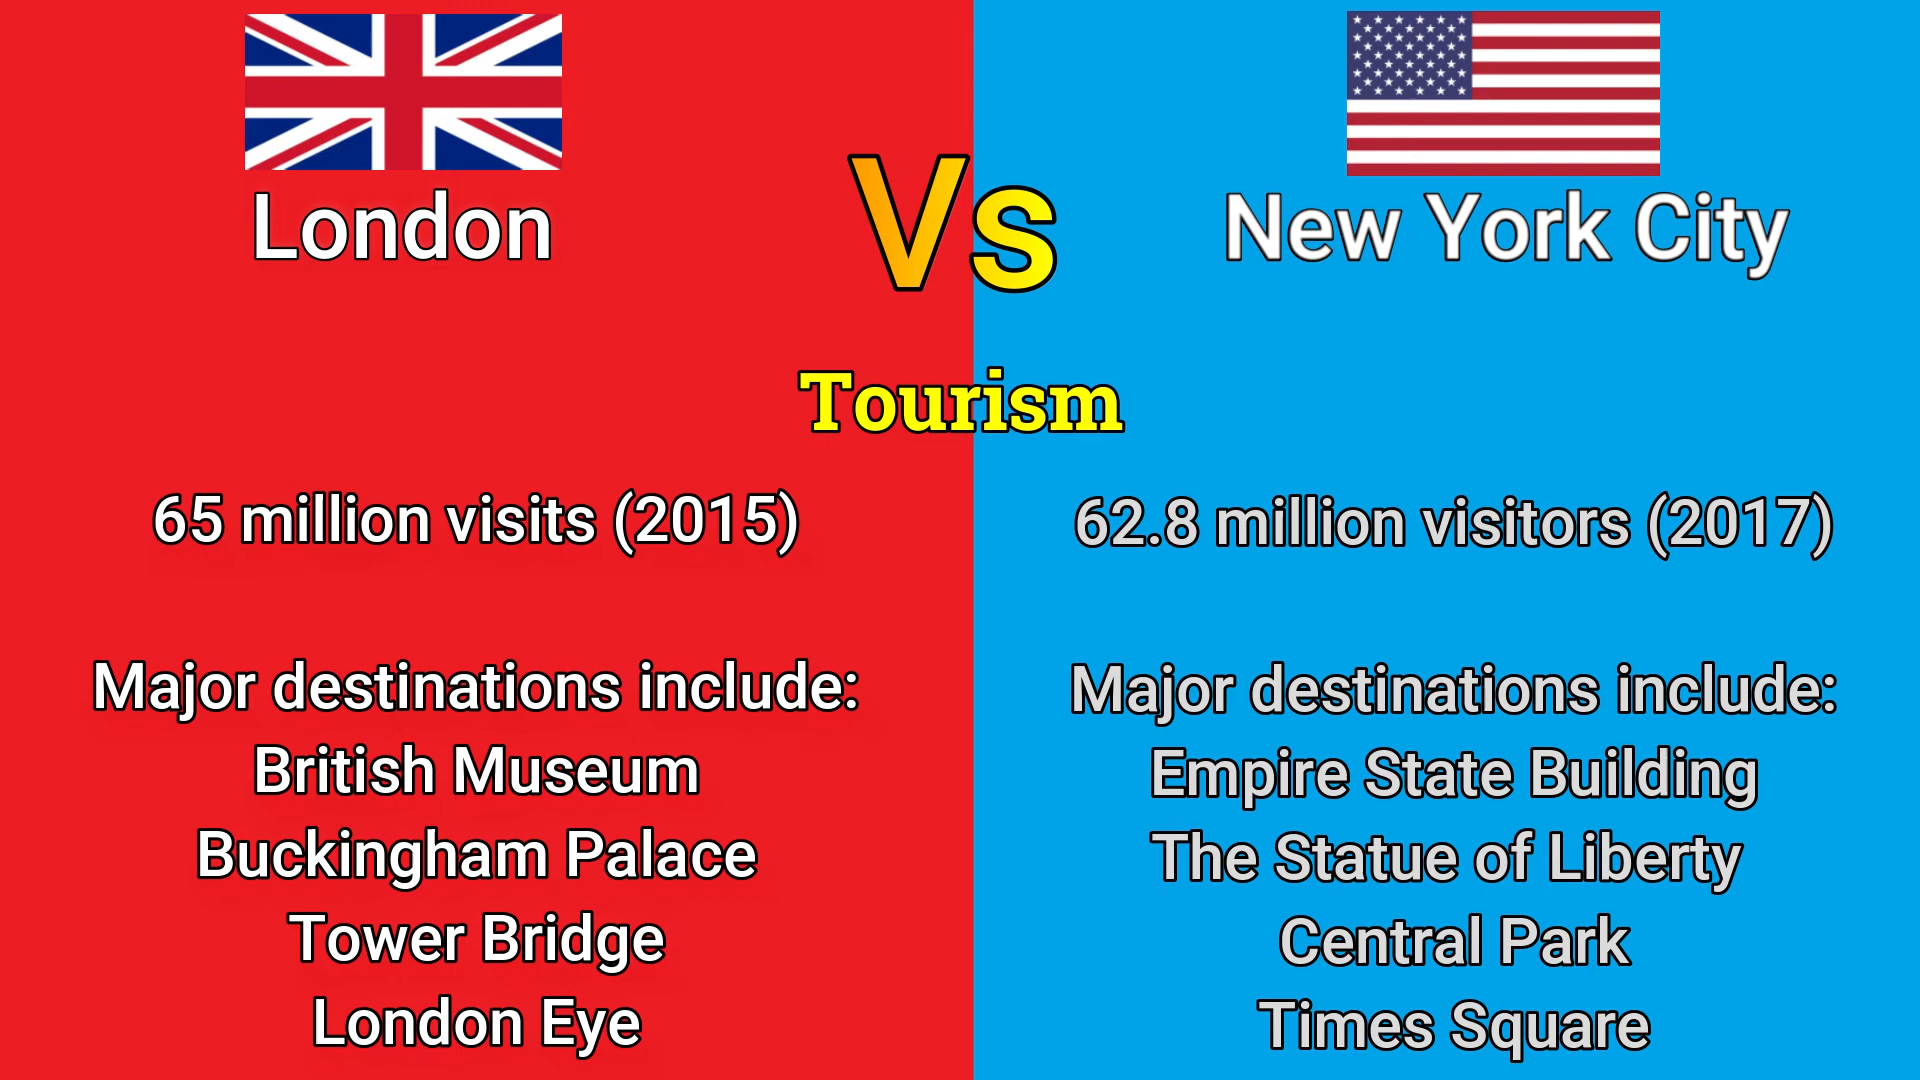 London
Vs
New York City
Tourism
65 million visits (2015)
Major destinations include:
British Museum
Buckingham Palace
Tower Bridge
London Eye
62.8 million visitors (2017)
Major destinations include:
Empire State Building
The Statue of Liberty
Central Park
Times Square